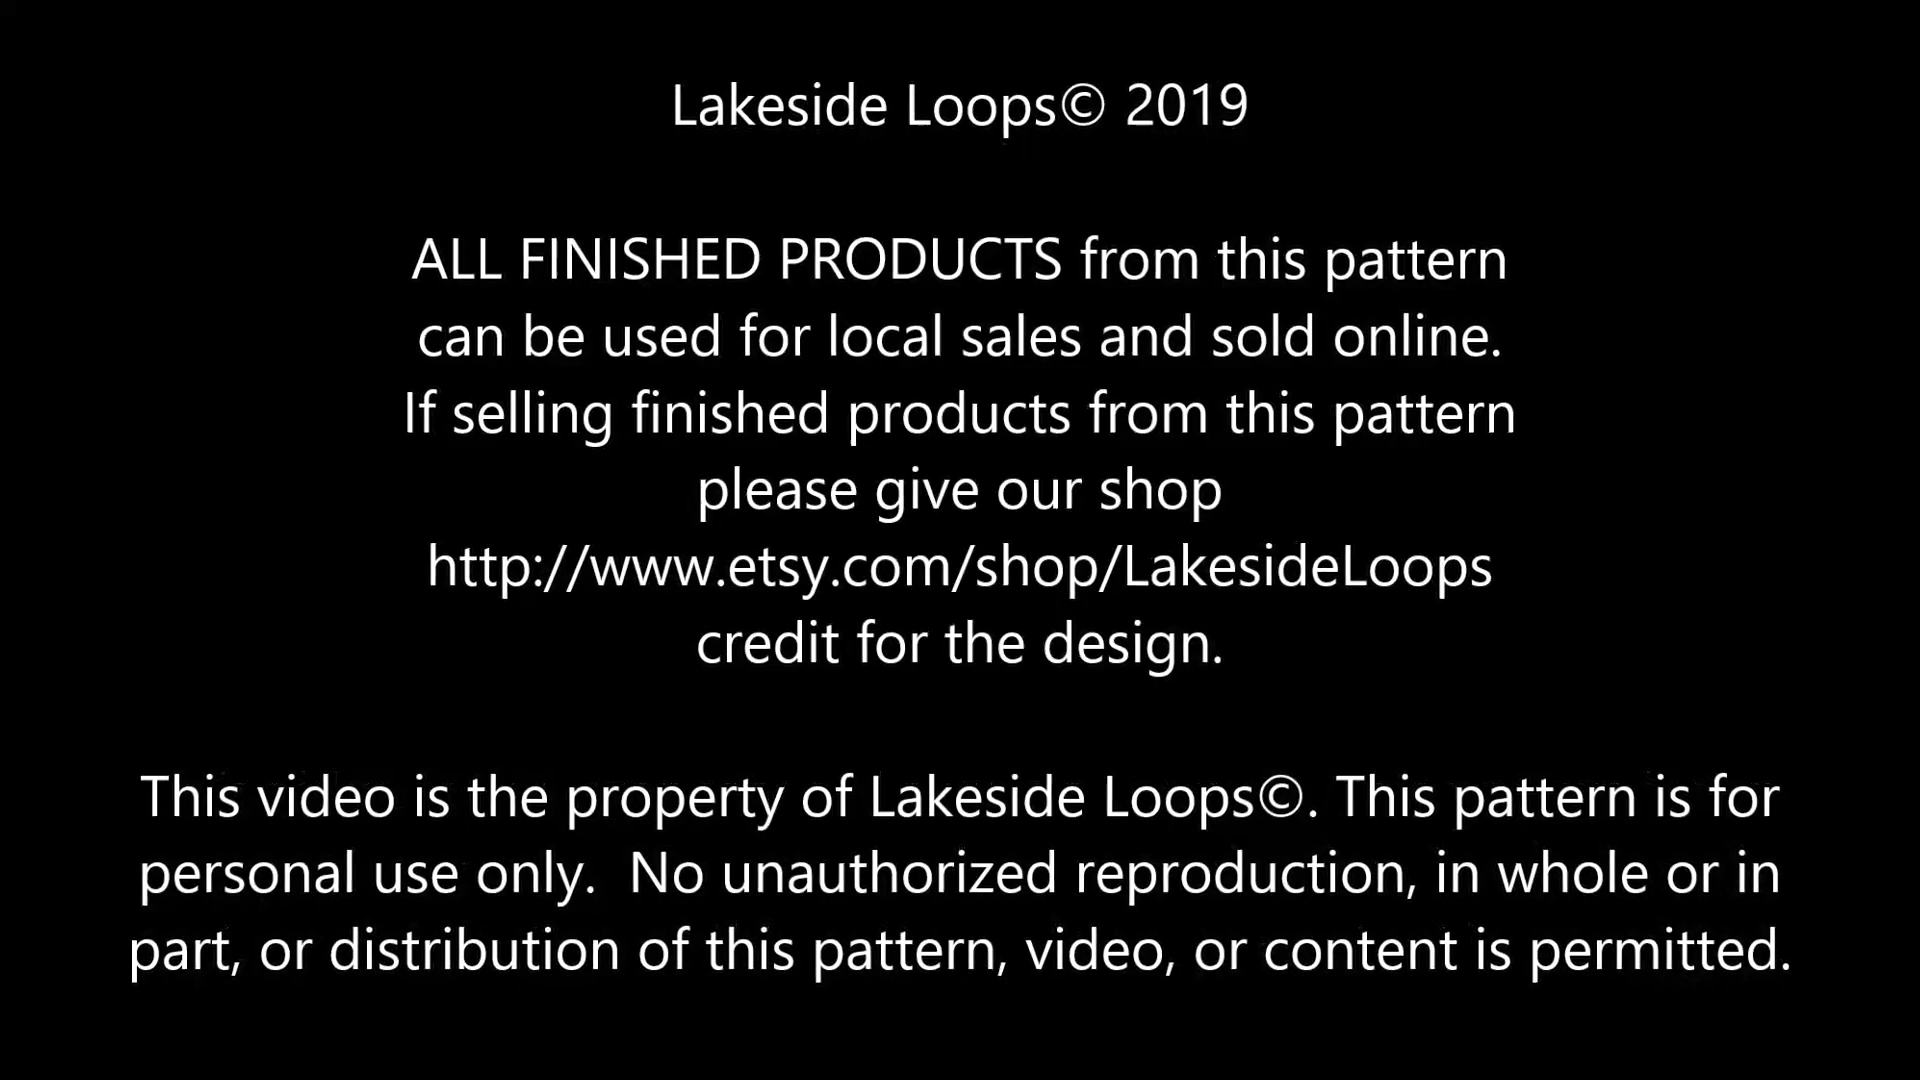 Lakeside Loops© 2019
ALL FINISHED PRODUCTS from this pattern
can be used for local sales and sold online.
If selling finished products from this pattern
please give our shop
http://www.etsy.com/shop/LakesideLoops
credit for the design.
This video is the property of Lakeside Loops©. This pattern is for
personal use only.  No unauthorized reproduction, in whole or in
part, or distribution of this pattern, video, or content is permitted.